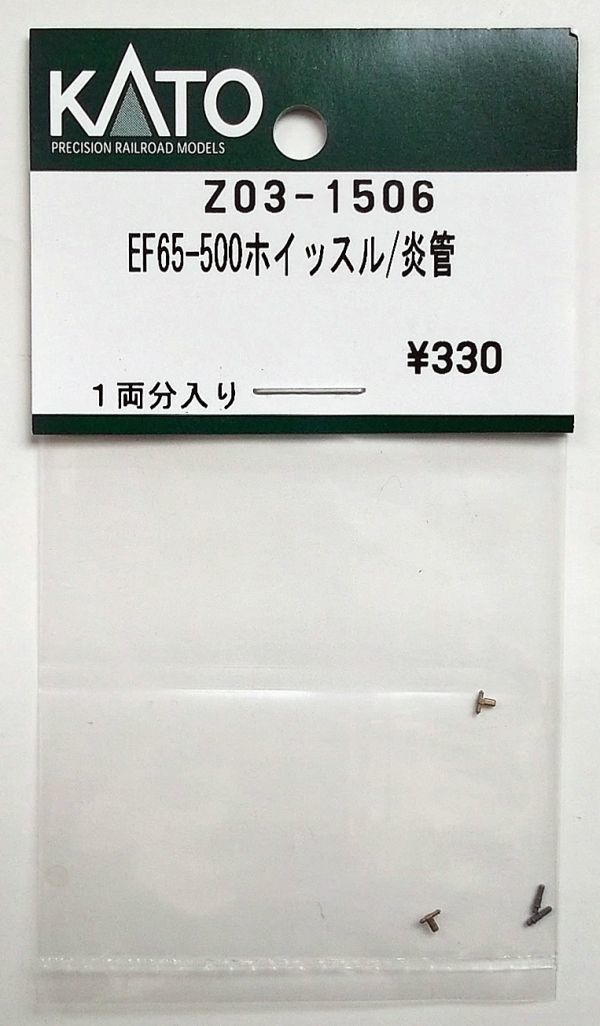 KATO
PRECISION RAILROAD MODELS
Z03-1506
EF65-500ホイッスル/炎管
¥330
1両分入り